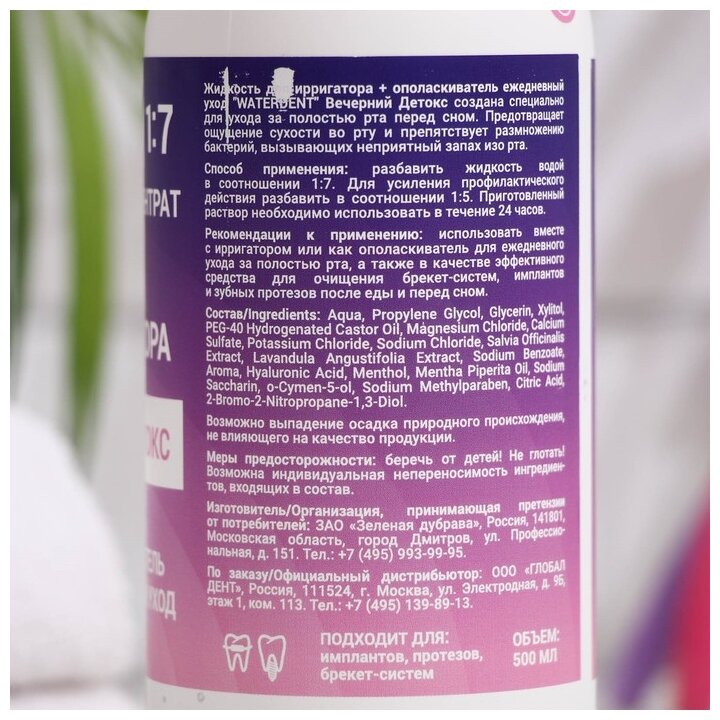 Жидкость для ирригатора + ополаскиватель ежедневный
уход "WATERDENT" Вечерний Детокс создана специально
для ухода за полостью рта перед сном. Предотвращает
ощущение сухости во рту и препятствует размножению
бактерий, вызывающих неприятный запах изо рта.
Способ применения: разбавить жидкость водой
в соотношении 1:7. Для усиления профилактического
действия разбавить в соотношении 1:5. Приготовленный
раствор необходимо использовать в течение 24 часов.
Рекомендации к применению: использовать вместе
с ирригатором или как ополаскиватель для ежедневного
ухода за полостью рта, а также в качестве эффективного
средства для очищения брекет-систем, имплантов
и зубных протезов после еды и перед сном.
Состав/Ingredients: Aqua, Propylene Glycol, Glycerin, Xylitol,
PEG-40 Hydrogenated Castor Oil, Magnesium Chloride, Calcium
Sulfate, Potassium Chloride, Sodium Chloride, Salvia Officinalis
Extract, Lavandula Angustifolia Extract, Sodium Benzoate,
Aroma, Hyaluronic Acid, Menthol, Mentha Piperita Oil, Sodium
Saccharin, o-Cymen-5-ol, Sodium Methylparaben, Citric Acid,
2-Bromo-2-Nitropropane-1,3-Diol.
Возможно выпадение осадка природного происхождения,
не влияющего на качество продукции.
Меры предосторожности: беречь от детей! Не глотать!
Возможна индивидуальная непереносимость ингредиен-
тов, входящих в состав.
Изготовитель/Организация, принимающая претензии
от потребителей: ЗАО «Зеленая дубрава», Россия, 141801,
Московская область, город Дмитров, ул. Профессио-
нальная, д. 151. Тел.: +7 (495) 993-99-95.
По заказу/Официальный дистрибьютор: ООО «ГЛОБАЛ
ДЕНТ», Россия, 111524, г. Москва, ул. Электродная, д. 9Б,
этаж 1, ком. 113. Тел.: +7 (495) 139-89-13.
ПОДХОДИТ ДЛЯ:
имплантов, протезов,
брекет-систем
ОБЪЕМ:
500 МЛ
1:7
НТРАТ
ОРА
ОКС
ЕЛЬ
УХОД